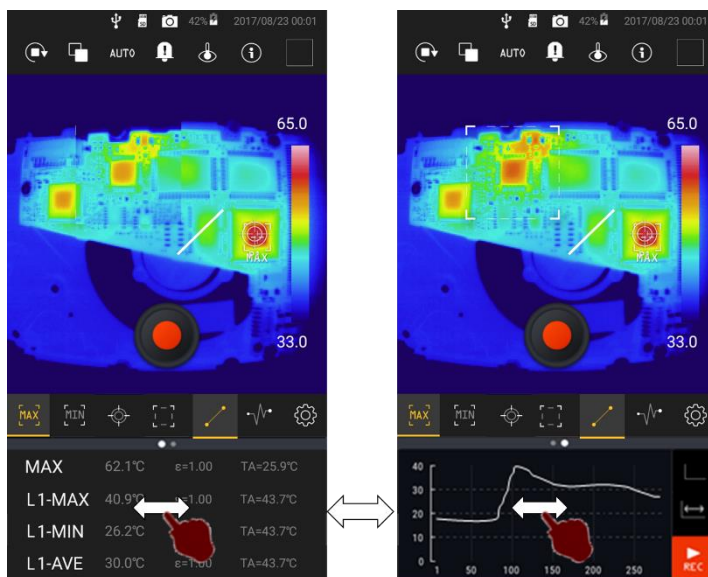 42% 2017/08/23 00:01
AUTO
65.0
MAX
33.0
MAX MIN
MAX 62.1℃ ε=1.00 TA=25.9℃
L1-MAX 40.9℃ ε=1.00 TA=43.7℃
L1-MIN 26.2℃ TA=43.7℃
L1-AVE 30.0℃ ε=1.00 TA=43.7℃
42% 2017/08/23 00:01
AUTO
65.0
MAX
33.0
MAX MIN
40
30
20
10
0
1 50 100 150 200 250
REC